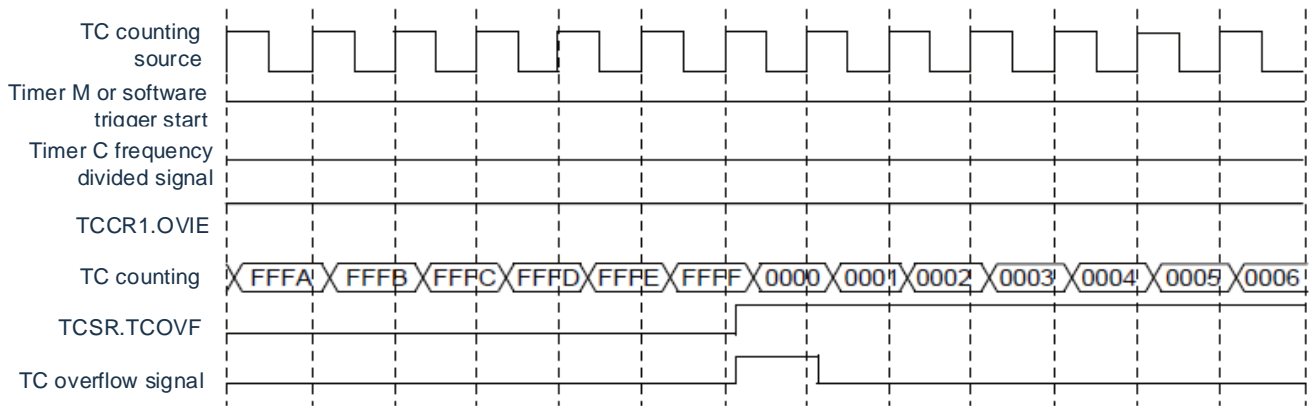 TC counting
source
Timer M or software
trigger start
Timer C frequency
divided signal
TCCR1.OVIE
TC counting
FFFA FFFB FFFC FFFD FFFE FFFF 0000 0001 0002 0003 0004 0005 0006
TCSR.TCOVF
TC overflow signal